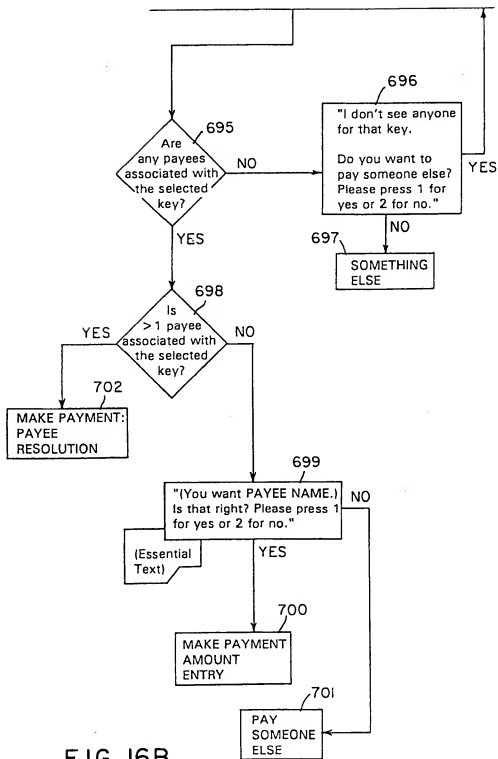 695
Are
any payees
associated with
the selected
key?
NO
YES
696
"I don't see anyone
for that key.
Do you want to
pay someone else?
Please press 1 for
yes or 2 for no."
YES
NO
697
SOMETHING
ELSE
698
Is
>1 payee
associated with
the selected
key?
YES
NO
702
MAKE PAYMENT:
PAYEE
RESOLUTION
699
"(You want PAYEE NAME.)
Is that right? Please press 1
for yes or 2 for no."
NO
(Essential
Text)
YES
700
MAKE PAYMENT
AMOUNT
ENTRY
701
PAY
SOMEONE
ELSE
FIG. 16B